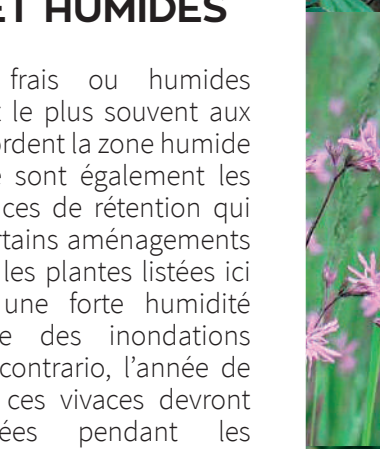 ET HUMIDES
frais ou humides
t le plus souvent aux
ordent la zone humide
e sont également les
ces de rétention qui
rtains aménagements
les plantes listées ici
une forte humidité
e des inondations
contrario, l'année de
ces vivaces devront
ées pendant les